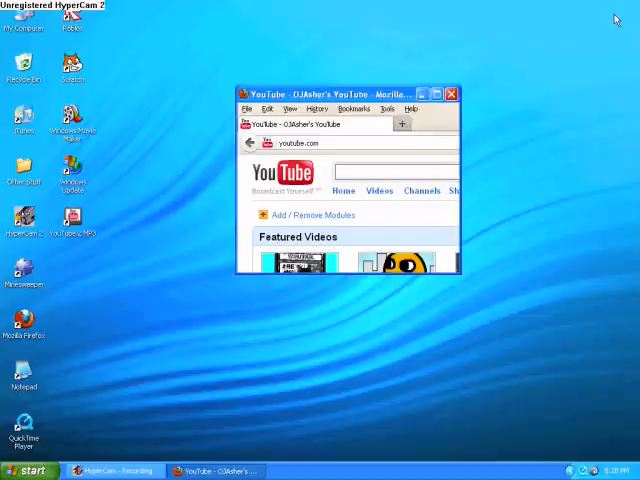 Unregistered HyperCam 2
My Computer
Roblox
Recycle Bin
Scratch
iTunes
Windows Movie
Maker
Other Stuff
Windows
Update
HyperCam 2
YouTube 2 MP3
Minesweeper
Mozilla Firefox
Notepad
QuickTime
Player
YouTube - OJAsher's YouTube - Mozilla...
File Edit View History Bookmarks Tools Help
YouTube - OJAsher's YouTube
youtube.com
YouTube
Broadcast Yourself ™
Home Videos Channels Sh
Add / Remove Modules
Featured Videos
start
HyperCam - Recording
YouTube - OJAsher's ...
5:20 PM